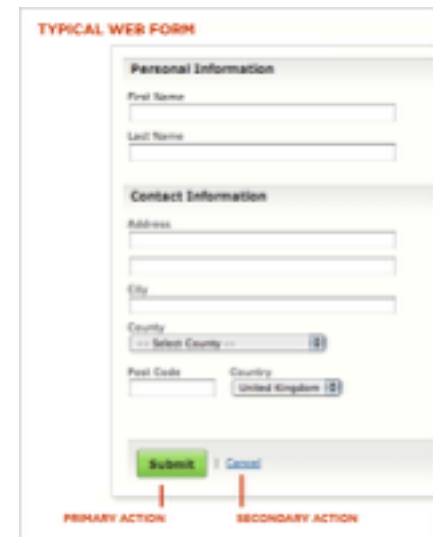 TYPICAL WEB FORM
Personal Information
First Name
Last Name
Contact Information
Address
City
County
-- Select County --
Post Code Country
United Kingdom
Submit | Cancel
PRIMARY ACTION SECONDARY ACTION